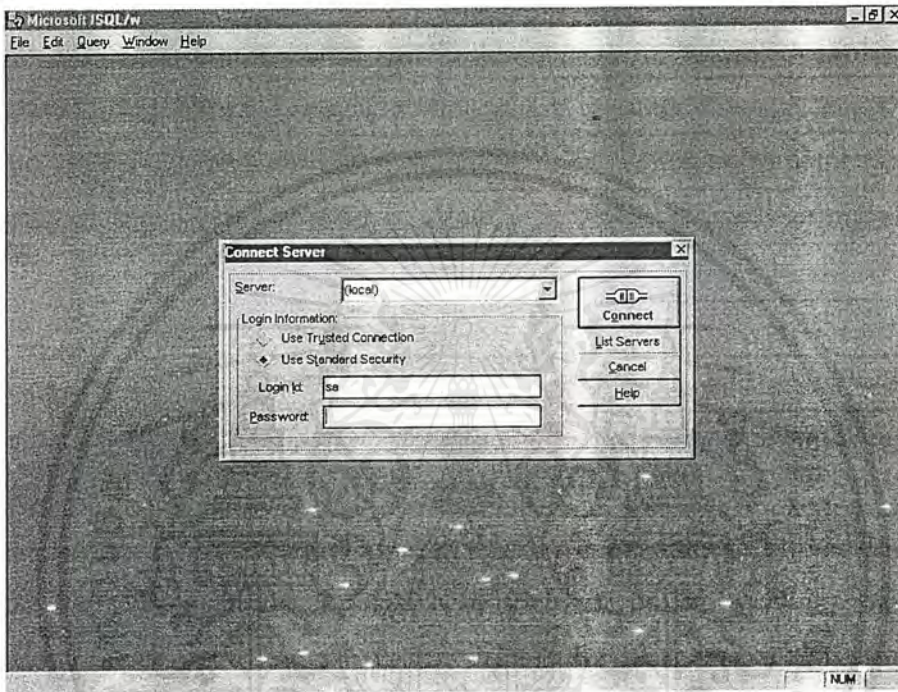 Microsoft ISQL/w
File Edit Query Window Help
Connect Server
Server: (local)
Connect
Login Information:
Use Trusted Connection
List Servers
Use Standard Security
Cancel
Login Id: sa
Help
Password:
NUM